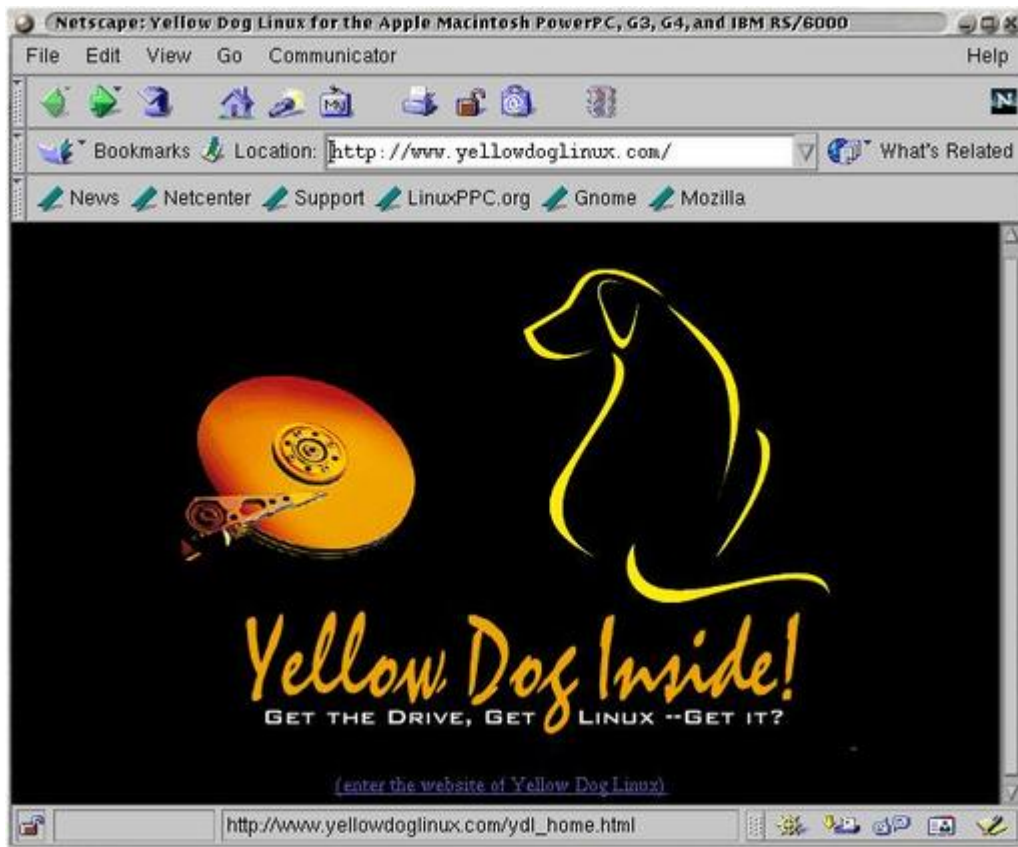 Netscape: Yellow Dog Linux for the Apple Macintosh PowerPC, G3, G4, and IBM RS/6000
File Edit View Go Communicator Help
My
N
Bookmarks Location: http://www.yellowdoglinux.com/ What's Related
News Netcenter Support LinuxPPC.org Gnome Mozilla
Yellow Dog Inside!
GET THE DRIVE, GET LINUX --GET IT?
(enter the website of Yellow Dog Linux)
http://www.yellowdoglinux.com/ydl_home.html